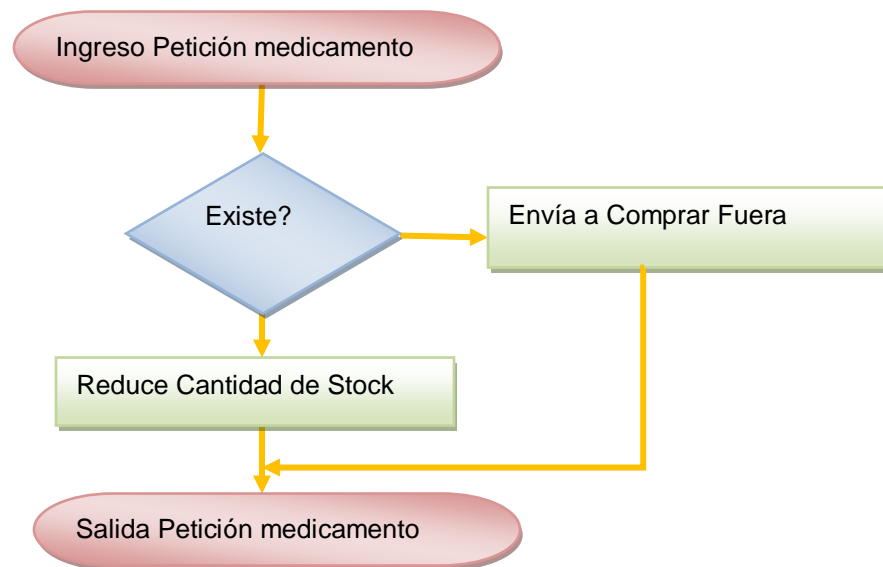 Ingreso Petición medicamento
Existe?
Envía a Comprar Fuera
Reduce Cantidad de Stock
Salida Petición medicamento